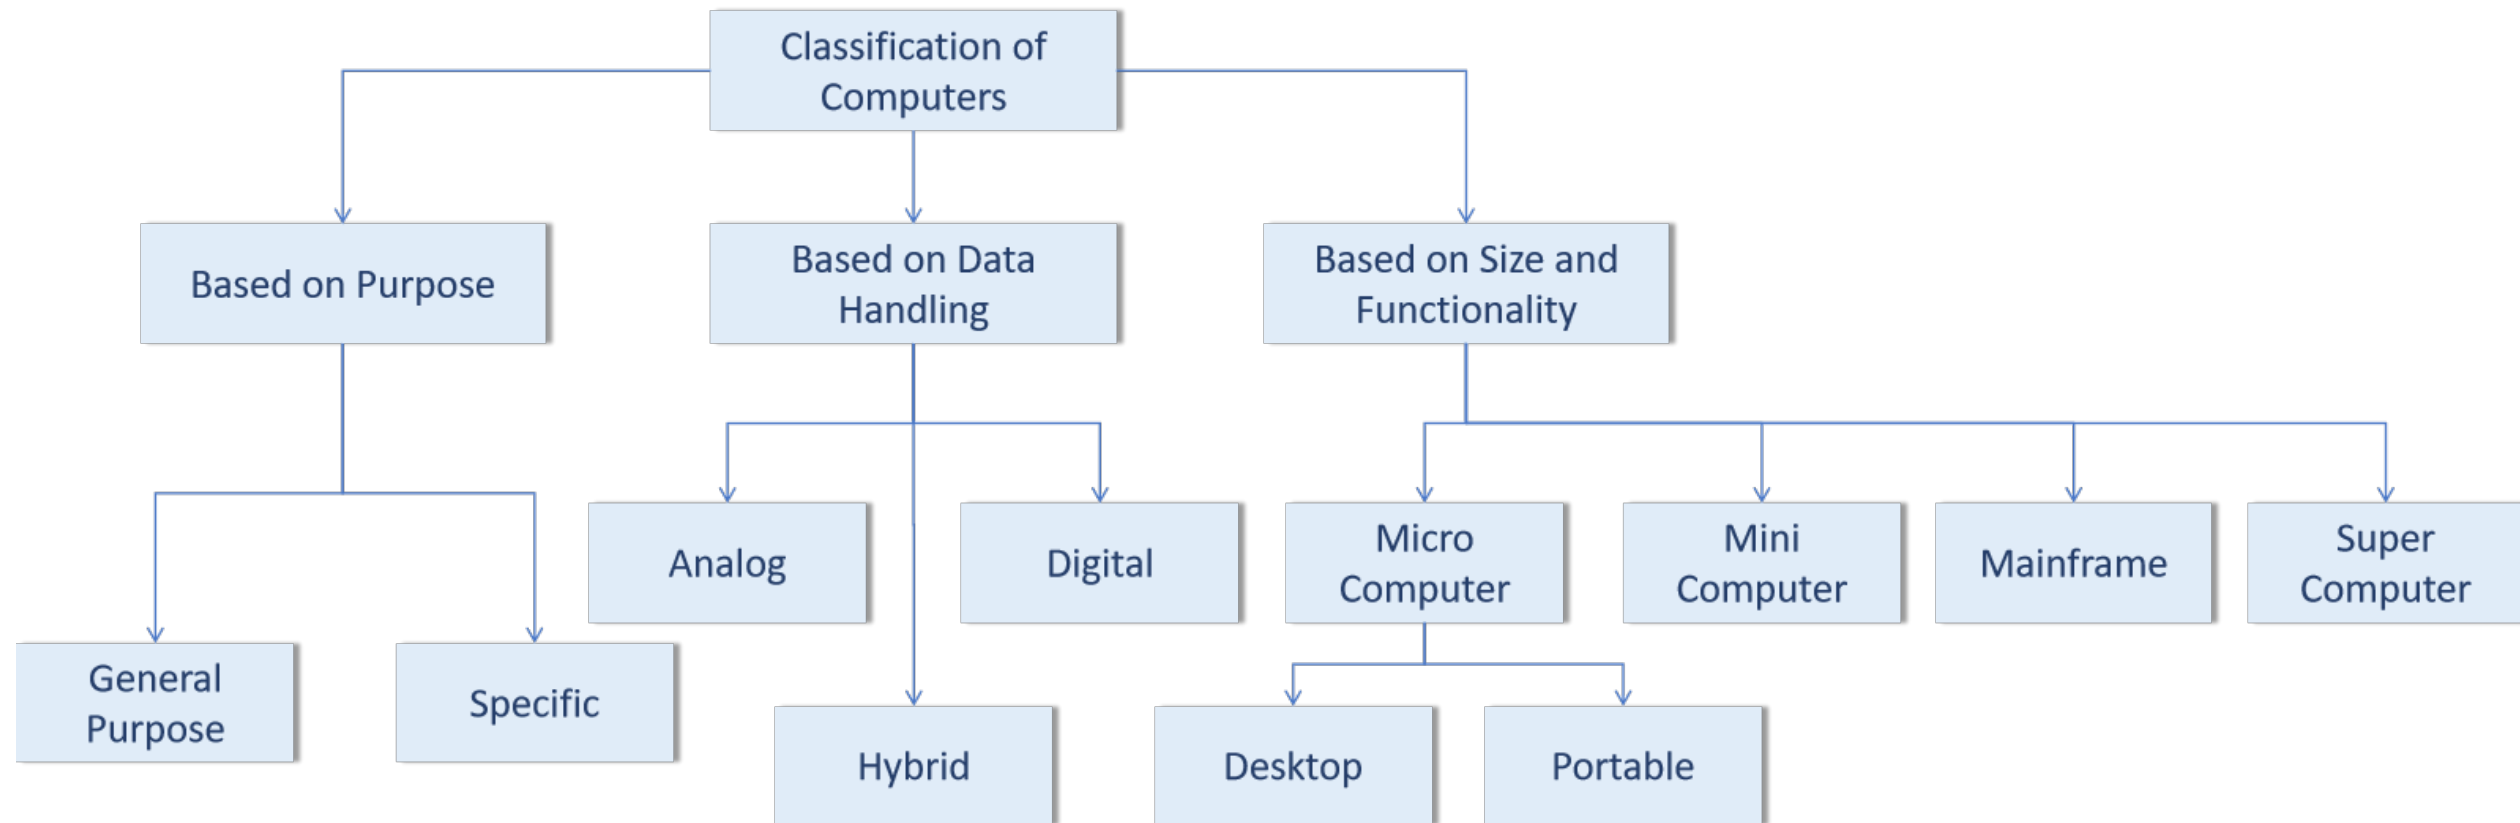 Classification of
Computers
Based on Purpose
Based on Data
Handling
Based on Size and
Functionality
General
Purpose
Specific
Analog
Digital
Hybrid
Micro
Computer
Mini
Computer
Mainframe
Super
Computer
Desktop
Portable